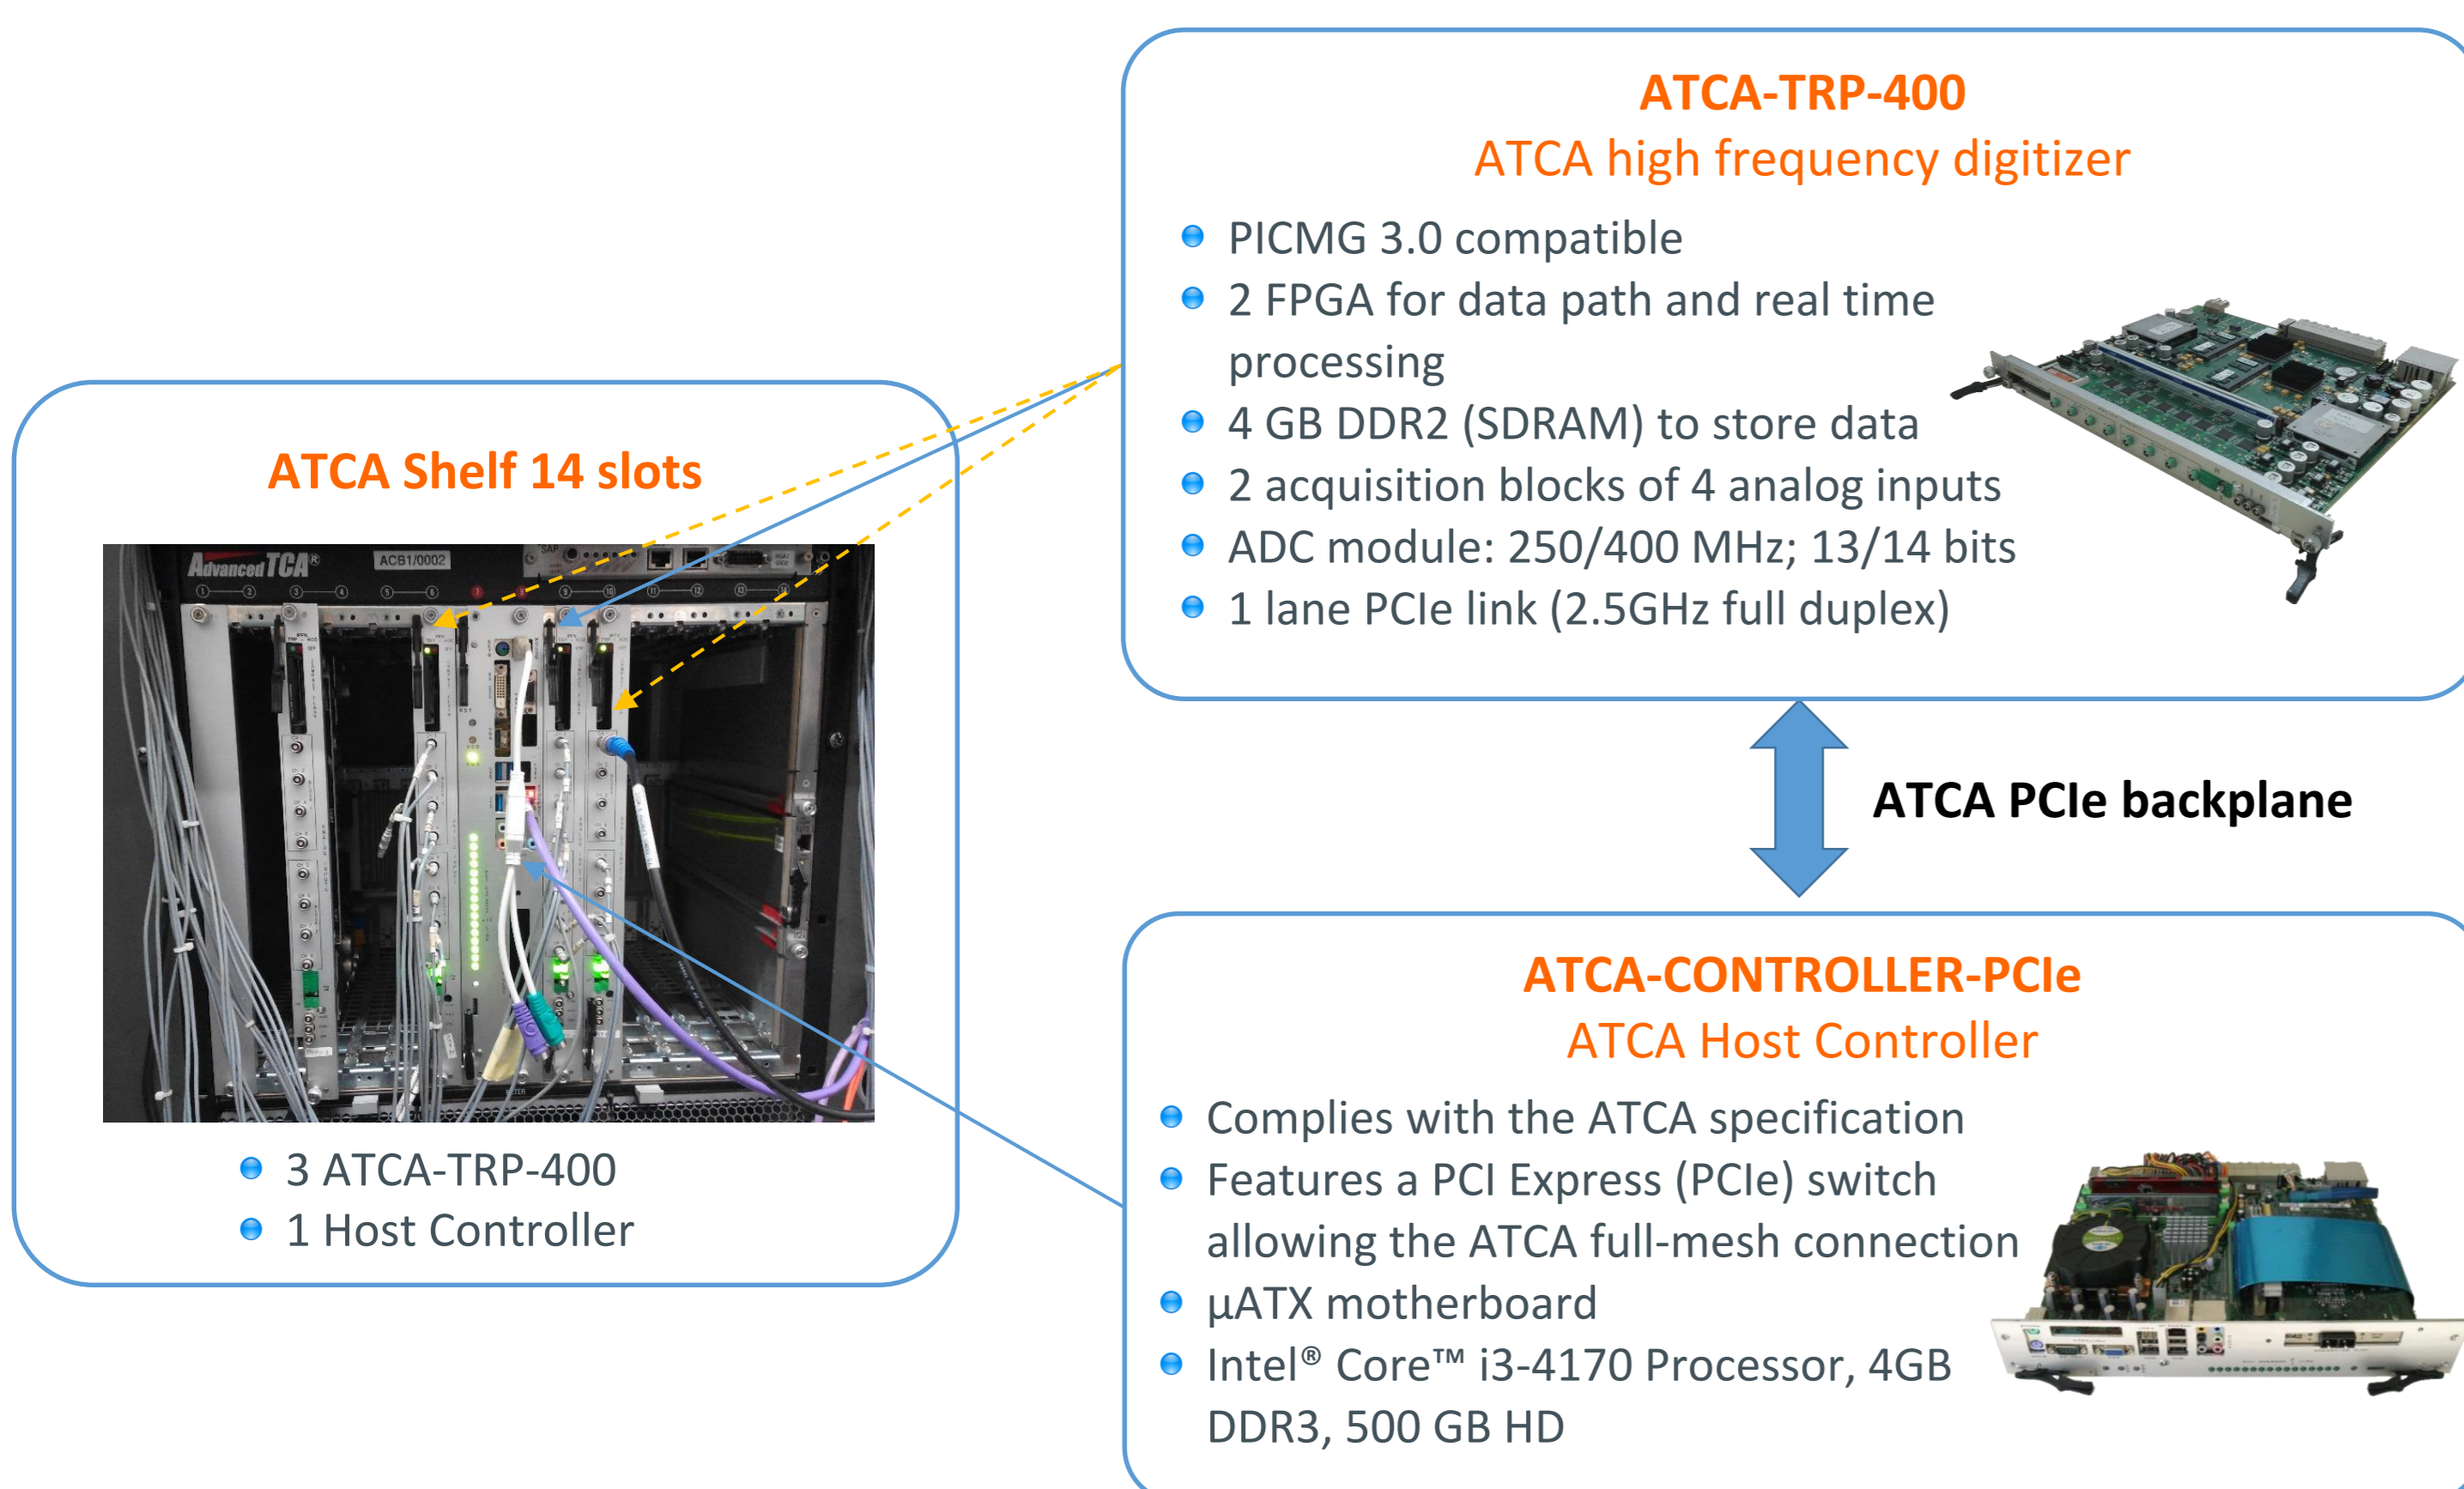 ATCA Shelf 14 slots
AdvancedTCA®
ACB1/0002
SAP
3 ATCA-TRP-400
1 Host Controller
ATCA-TRP-400
ATCA high frequency digitizer
PICMG 3.0 compatible
2 FPGA for data path and real time
processing
4 GB DDR2 (SDRAM) to store data
2 acquisition blocks of 4 analog inputs
ADC module: 250/400 MHz; 13/14 bits
1 lane PCIe link (2.5GHz full duplex)
ATCA PCIe backplane
ATCA-CONTROLLER-PCIe
ATCA Host Controller
Complies with the ATCA specification
Features a PCI Express (PCIe) switch
allowing the ATCA full-mesh connection
µATX motherboard
Intel® Core™ i3-4170 Processor, 4GB
DDR3, 500 GB HD